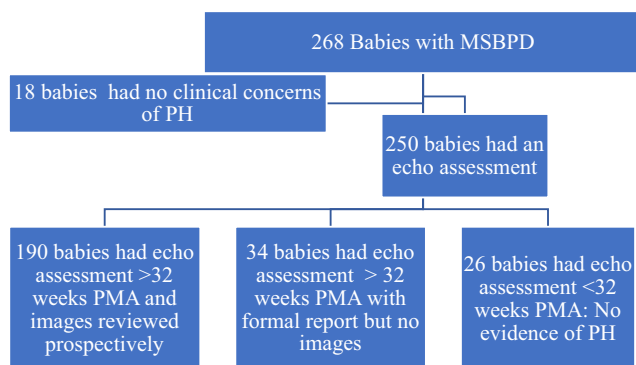 268 Babies with MSBPD
18 babies had no clinical concerns
of PH
250 babies had an
echo assessment
190 babies had echo
assessment >32
weeks PMA and
images reviewed
prospectively
34 babies had echo
assessment > 32
weeks PMA with
formal report but no
images
26 babies had echo
assessment <32
weeks PMA: No
evidence of PH